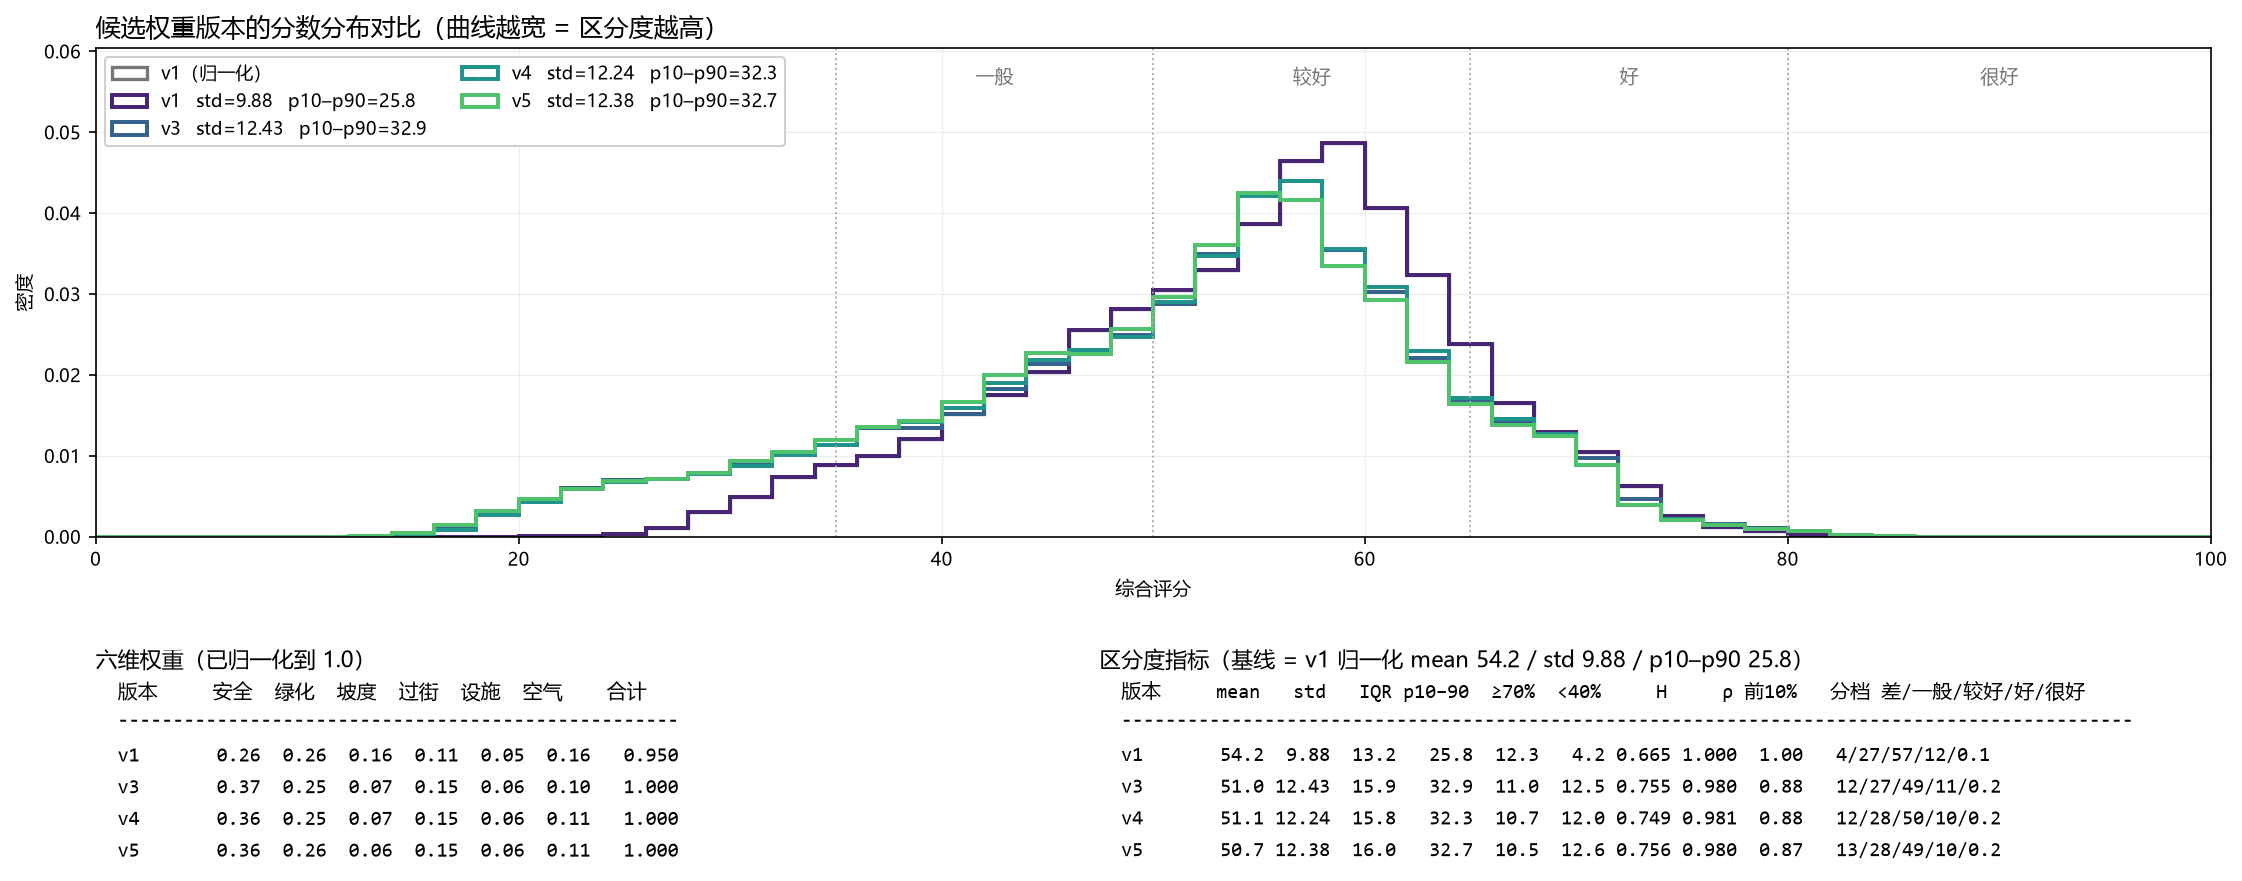 候选权重版本的分数分布对比（曲线越宽 = 区分度越高）
v1（归一化）
v1 std=9.88 p10–p90=25.8
v3 std=12.43 p10–p90=32.9
v4 std=12.24 p10–p90=32.3
v5 std=12.38 p10–p90=32.7
一般 较好 好 很好
0.06
0.05
0.04
0.03
0.02
0.01
0.00
密度
0 20 40 60 80 100
综合评分
六维权重（已归一化到 1.0）
版本 安全 绿化 坡度 过街 设施 空气 合计
---------------------------------------------------
v1 0.26 0.26 0.16 0.11 0.05 0.16 0.950
v3 0.37 0.25 0.07 0.15 0.06 0.10 1.000
v4 0.36 0.25 0.07 0.15 0.06 0.11 1.000
v5 0.36 0.26 0.06 0.15 0.06 0.11 1.000
区分度指标（基线 = v1 归一化 mean 54.2 / std 9.88 / p10–p90 25.8）
版本 mean std IQR p10–90 ≥70% <40% H ρ 前10% 分档 差/一般/较好/好/很好
--------------------------------------------------------------------------------------------
v1 54.2 9.88 13.2 25.8 12.3 4.2 0.665 1.000 1.00 4/27/57/12/0.1
v3 51.0 12.43 15.9 32.9 11.0 12.5 0.755 0.980 0.88 12/27/49/11/0.2
v4 51.1 12.24 15.8 32.3 10.7 12.0 0.749 0.981 0.88 12/28/50/10/0.2
v5 50.7 12.38 16.0 32.7 10.5 12.6 0.756 0.980 0.87 13/28/49/10/0.2